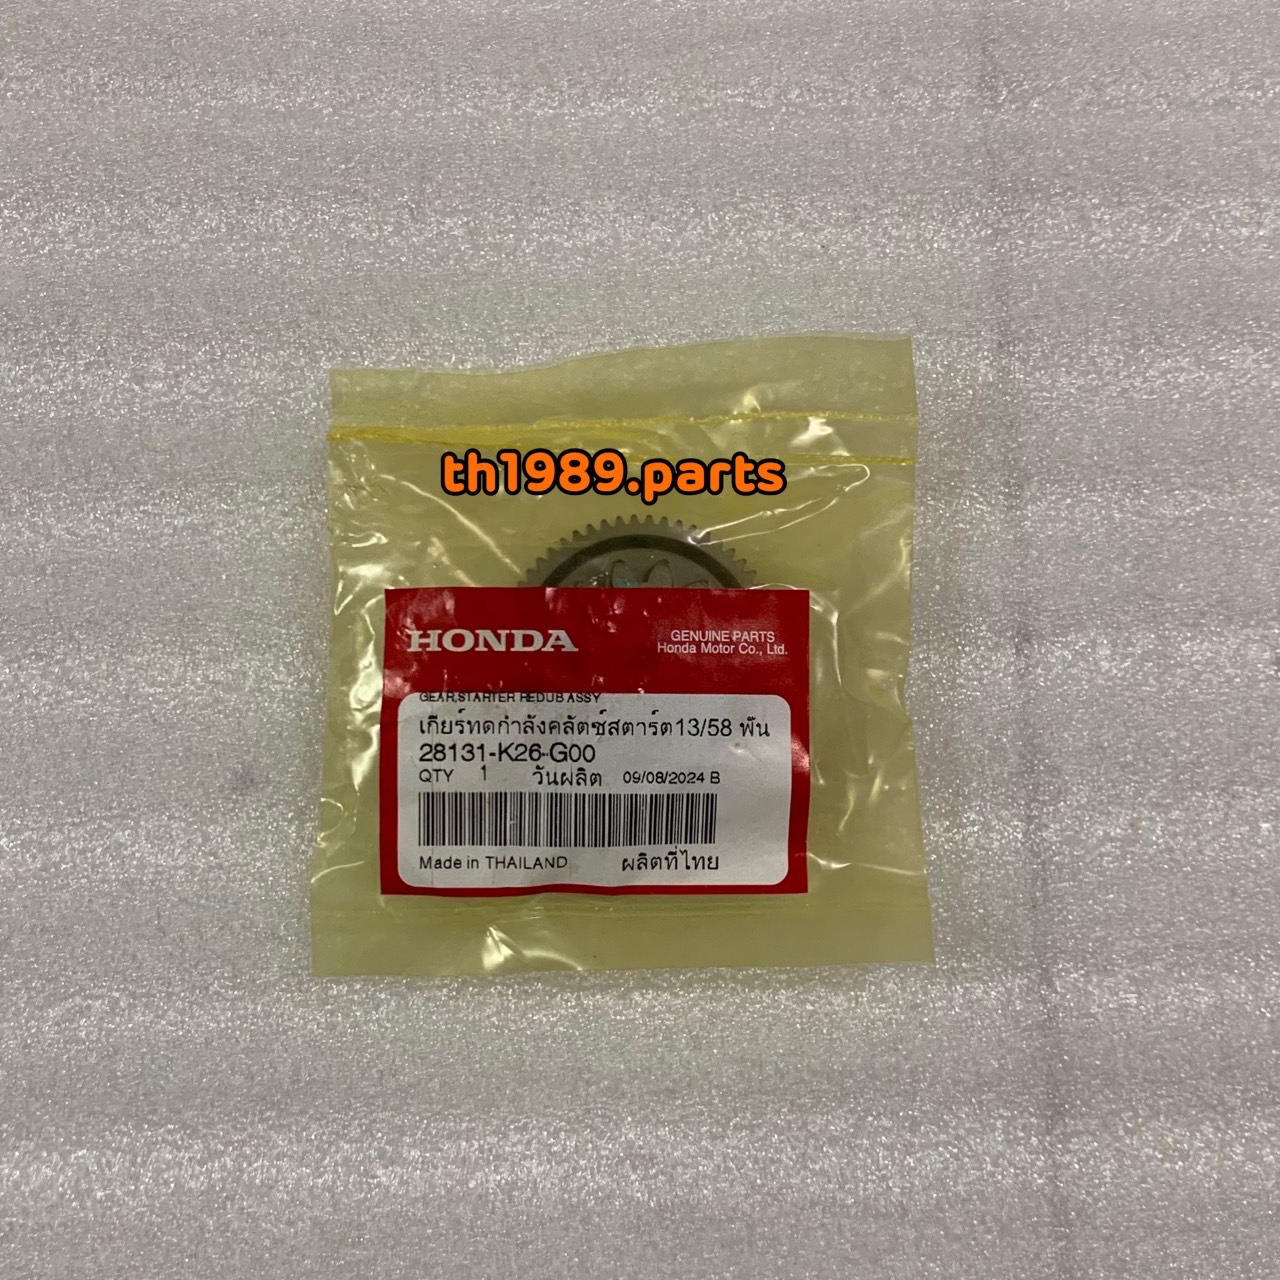 th1989.parts
HONDA
GENUINE PARTS
Honda Motor Co., Ltd.
GEAR,STARTER REDUB ASSY
เกียร์ทดกำลังคลัตช์สตาร์ต13/58 ฟัน
28131-K26-G00
QTY 1 วันผลิต 09/08/2024 B
Made in THAILAND ผลิตที่ไทย